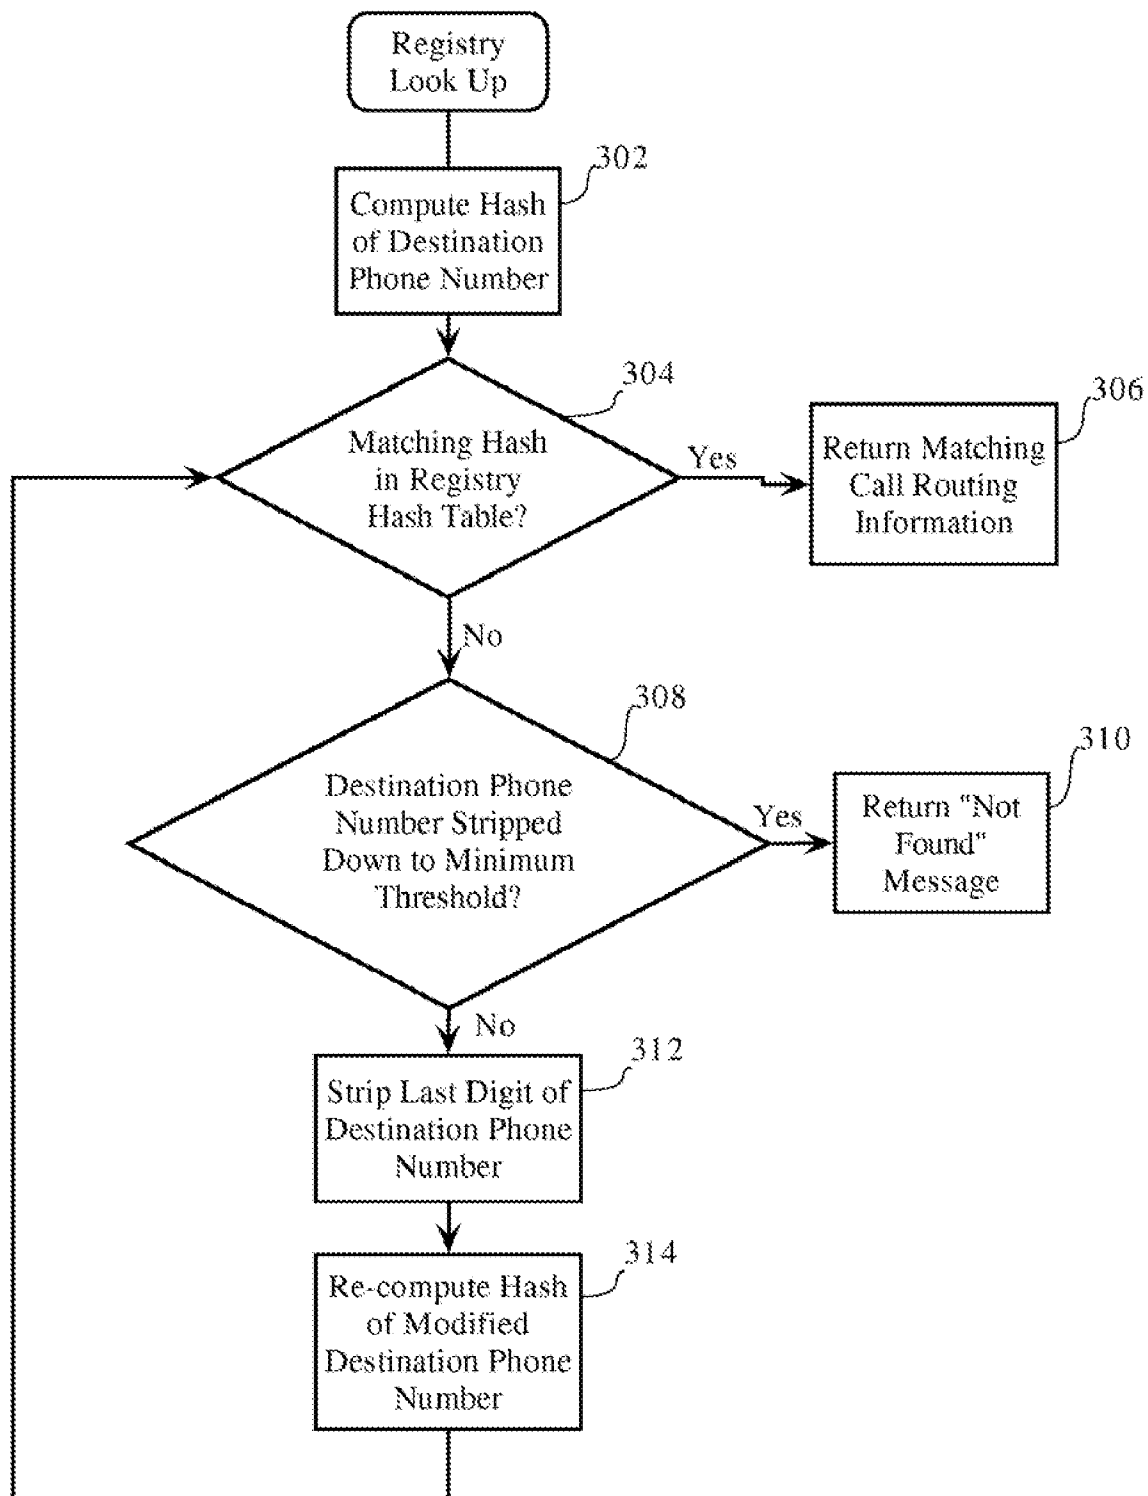 Registry
Look Up
302
Compute Hash
of Destination
Phone Number
304
Matching Hash
in Registry
Hash Table?
Yes
306
Return Matching
Call Routing
Information
No
308
Destination Phone
Number Stripped
Down to Minimum
Threshold?
Yes
310
Return "Not
Found"
Message
No
312
Strip Last Digit of
Destination Phone
Number
314
Re-compute Hash
of Modified
Destination Phone
Number